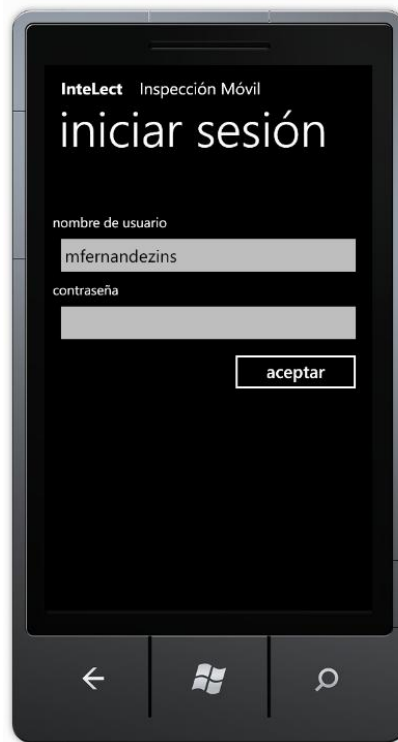 InteLect Inspección Móvil
iniciar sesión
nombre de usuario
mfernandezins
contraseña
aceptar